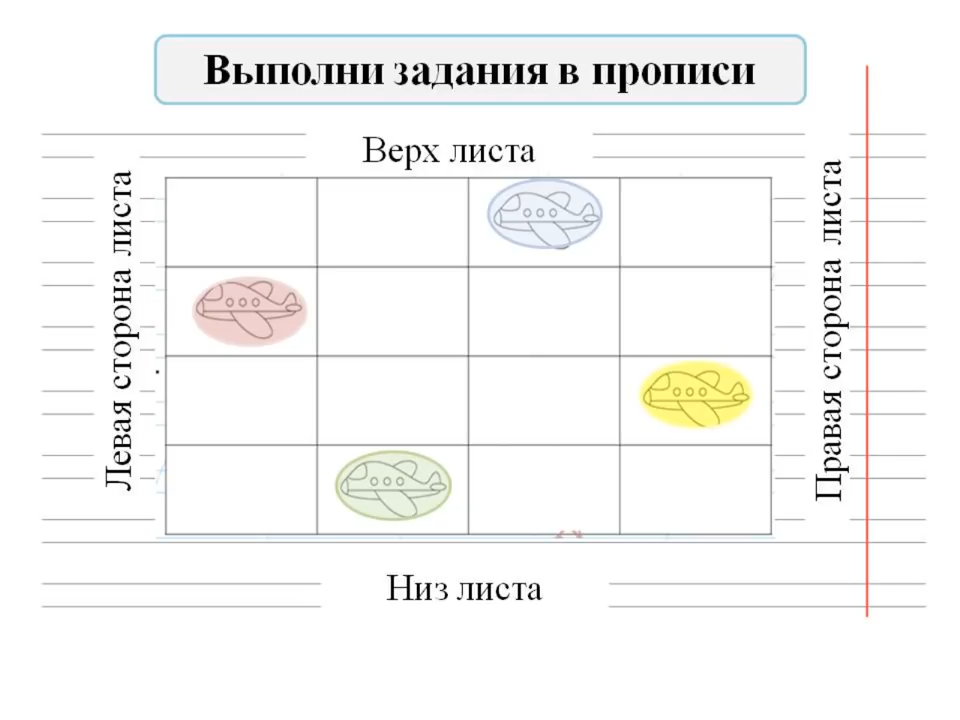 Выполни задания в прописи
Верх листа
Левая сторона листа
Правая сторона листа
Низ листа